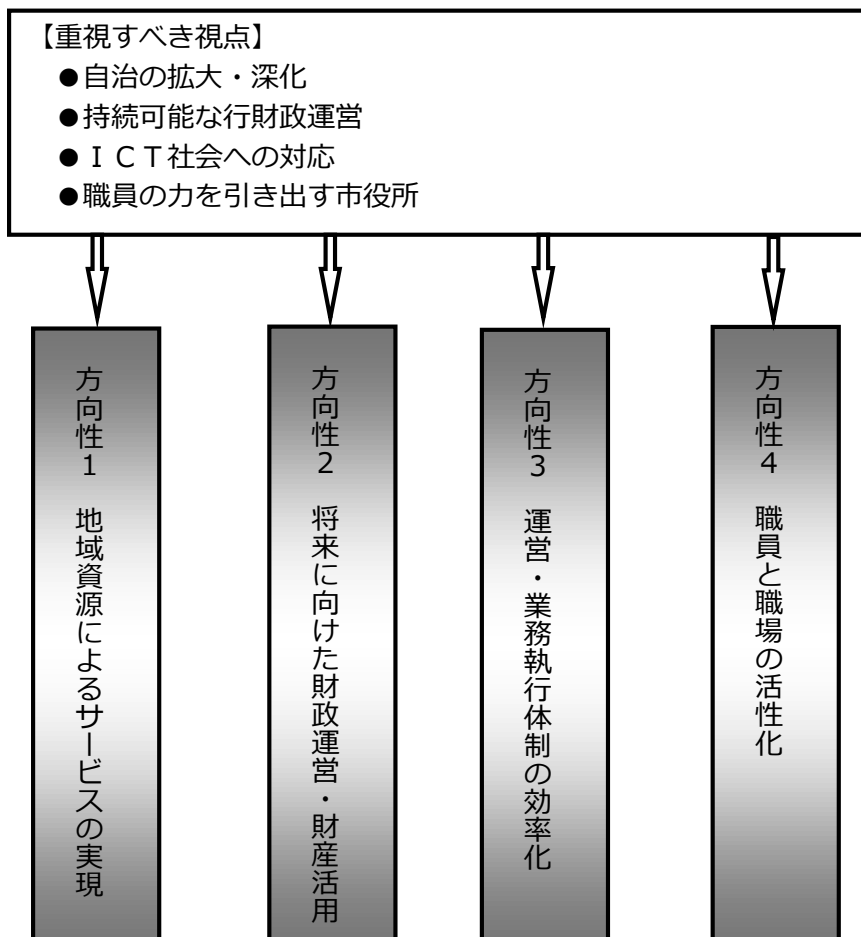 【重視すべき視点】
●自治の拡大・深化
●持続可能な行財政運営
●ＩＣＴ社会への対応
●職員の力を引き出す市役所
方向性１　地域資源によるサービスの実現
方向性２　将来に向けた財政運営・財産活用
方向性３　運営・業務執行体制の効率化
方向性４　職員と職場の活性化